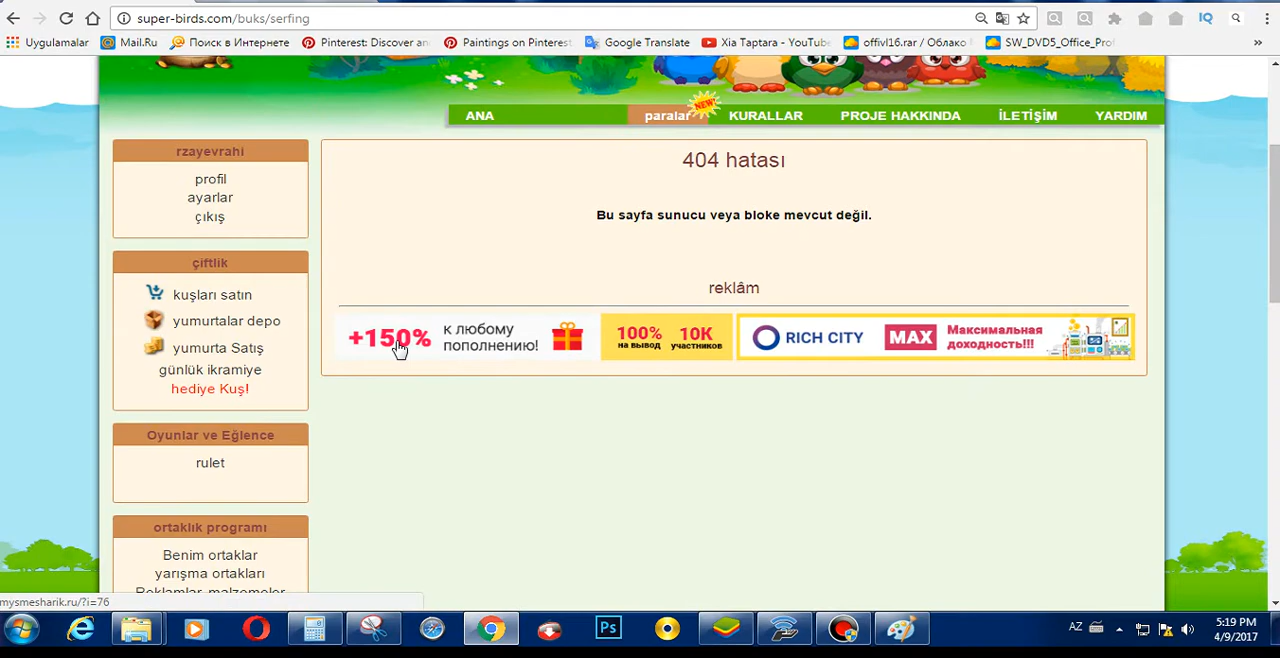 super-birds.com/buks/serfing
Uygulamalar
Mail.Ru
Поиск в Интернете
Pinterest: Discover an
Paintings on Pinterest
Google Translate
Xia Taptara - YouTube
offivl16.rar / Облако
SW_DVD5_Office_Prof
»
ANA
paralar
NEW!
KURALLAR
PROJE HAKKINDA
İLETİŞİM
YARDIM
rzayevrahi
profil
ayarlar
çıkış
çiftlik
kuşları satın
yumurtalar depo
yumurta Satış
günlük ikramiye
hediye Kuş!
Oyunlar ve Eğlence
rulet
ortaklık programı
Benim ortaklar
yarışma ortakları
Reklamlar, malzemeler
404 hatası
Bu sayfa sunucu veya bloke mevcut değil.
reklâm
+150%
к любому
пополнению!
100%
на вывод
10K
участников
RICH CITY
MAX
Максимальная
доходность!!!
mysmesharik.ru/?i=76
Ps
AZ
5:19 PM
4/9/2017